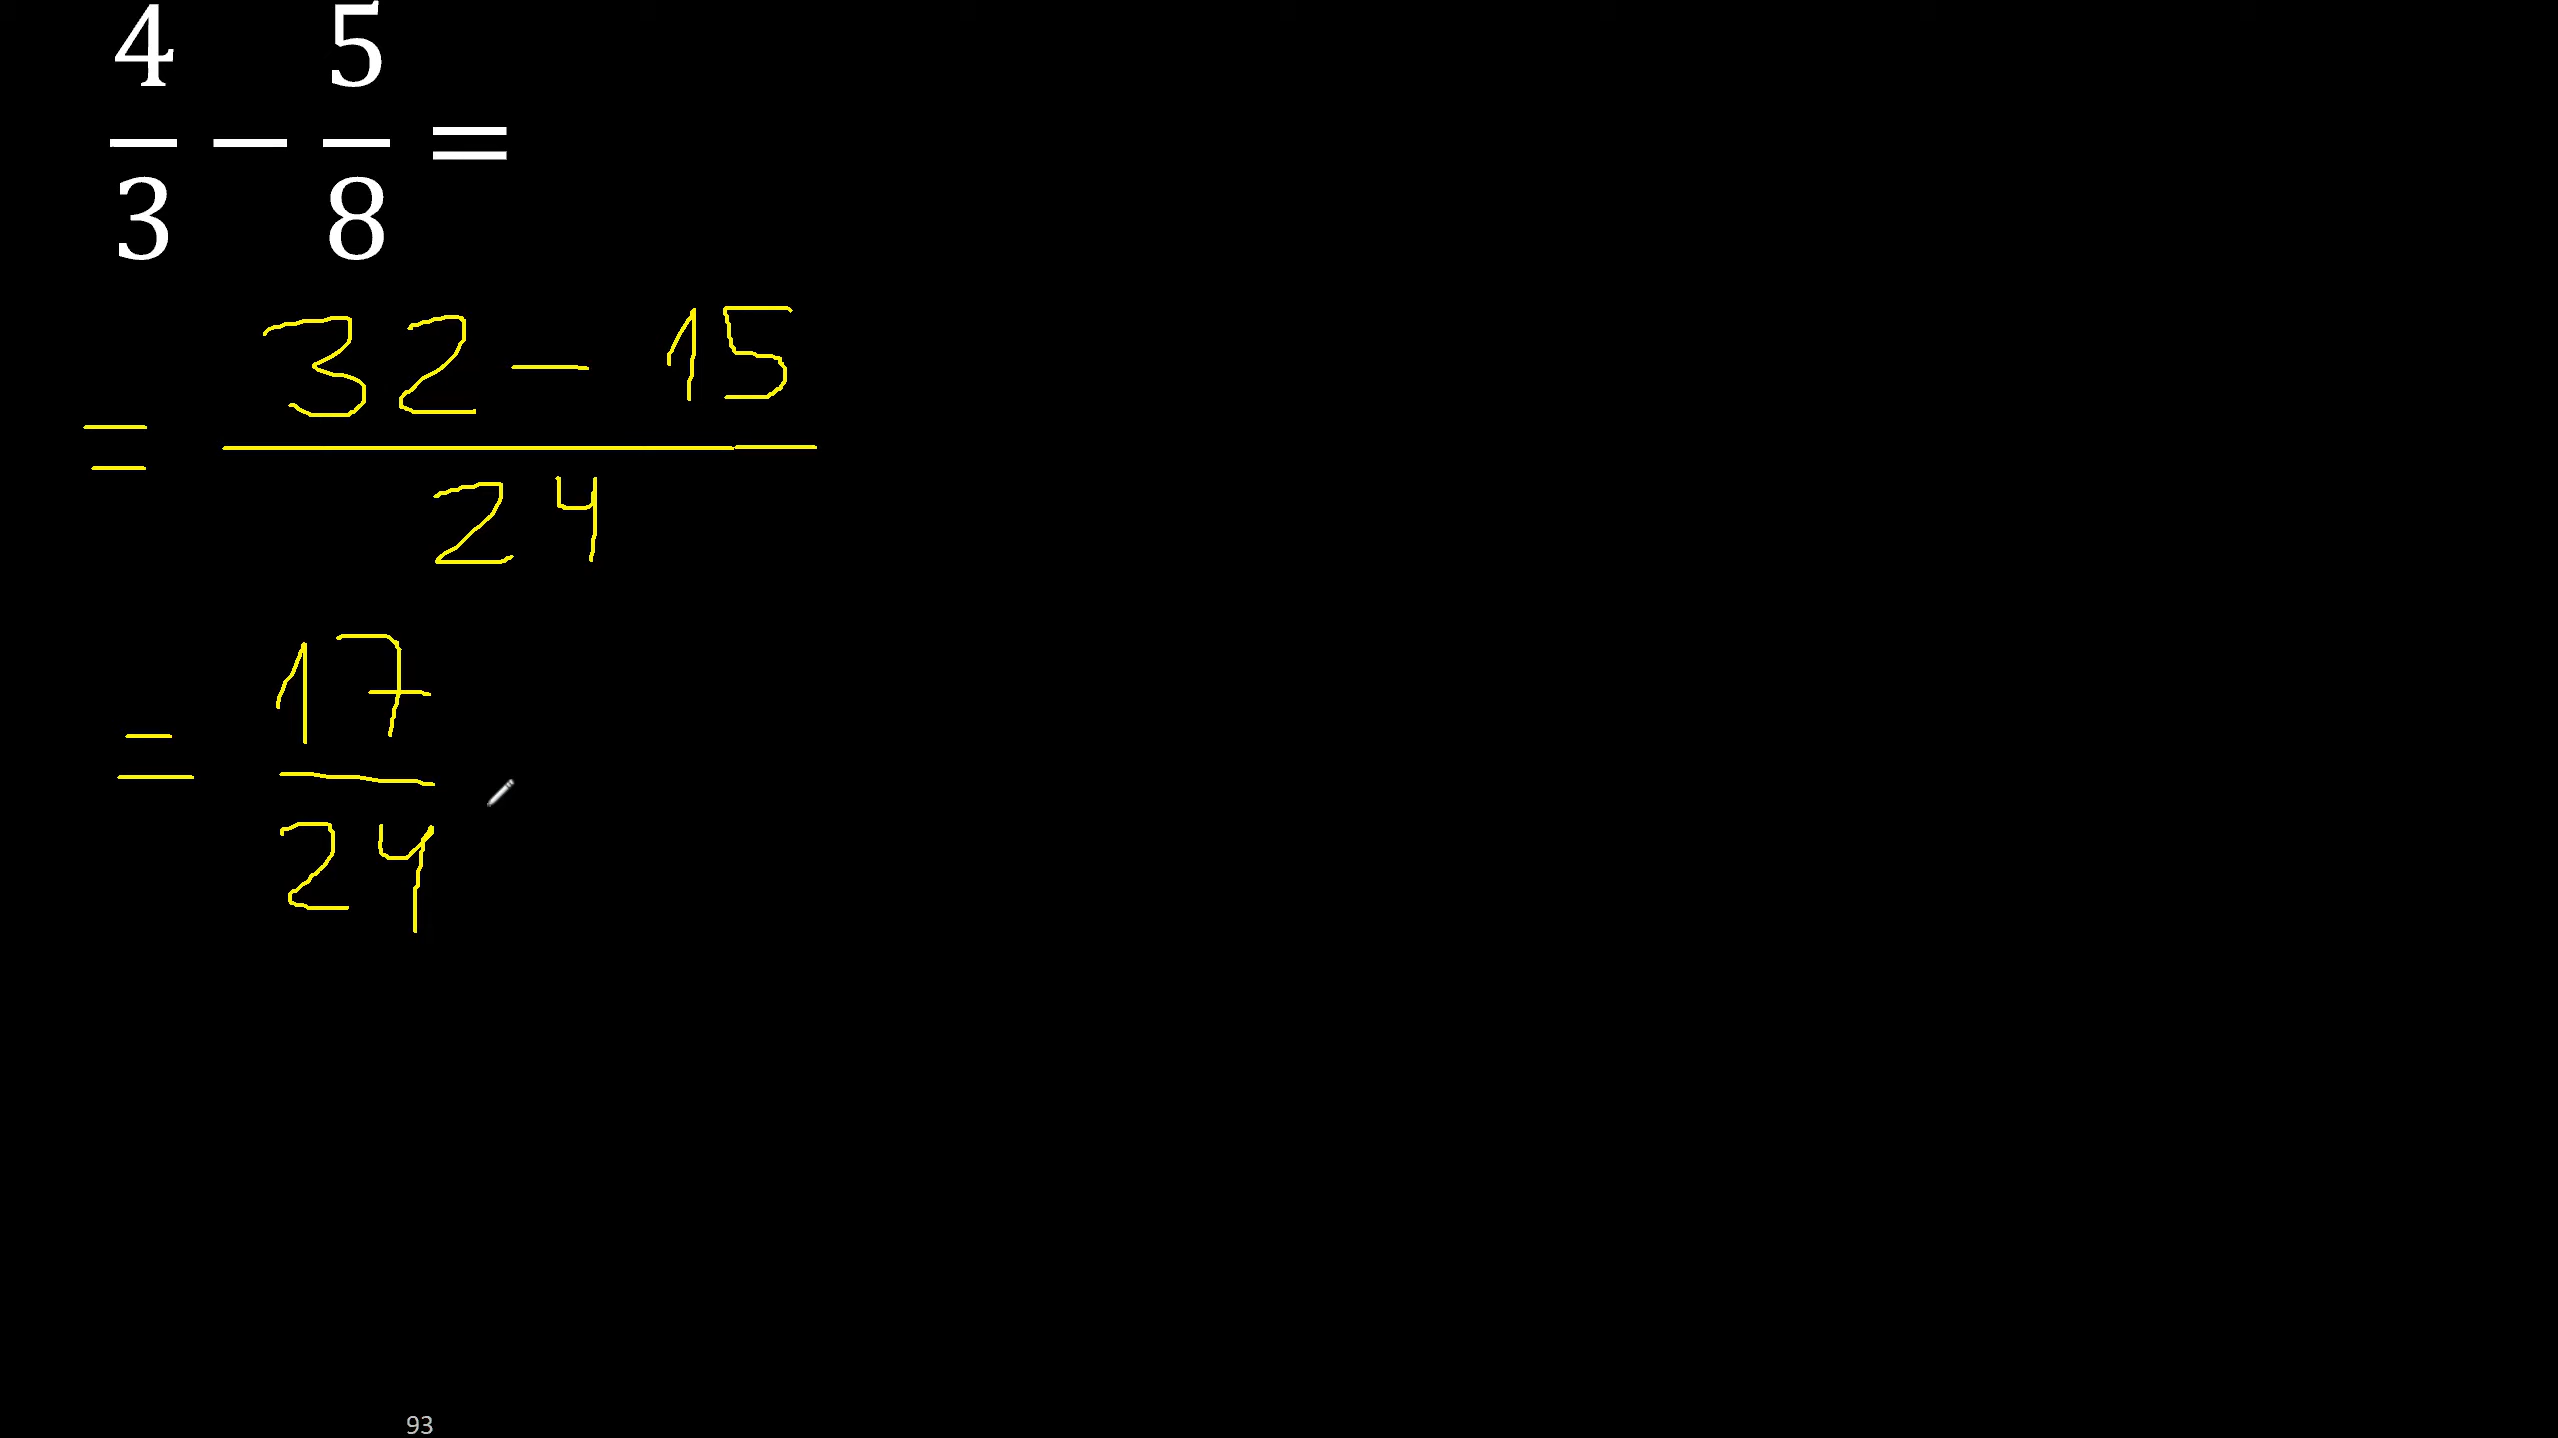 4/3 − 5/8 =
= 32 − 15 / 24
= 17/24
93